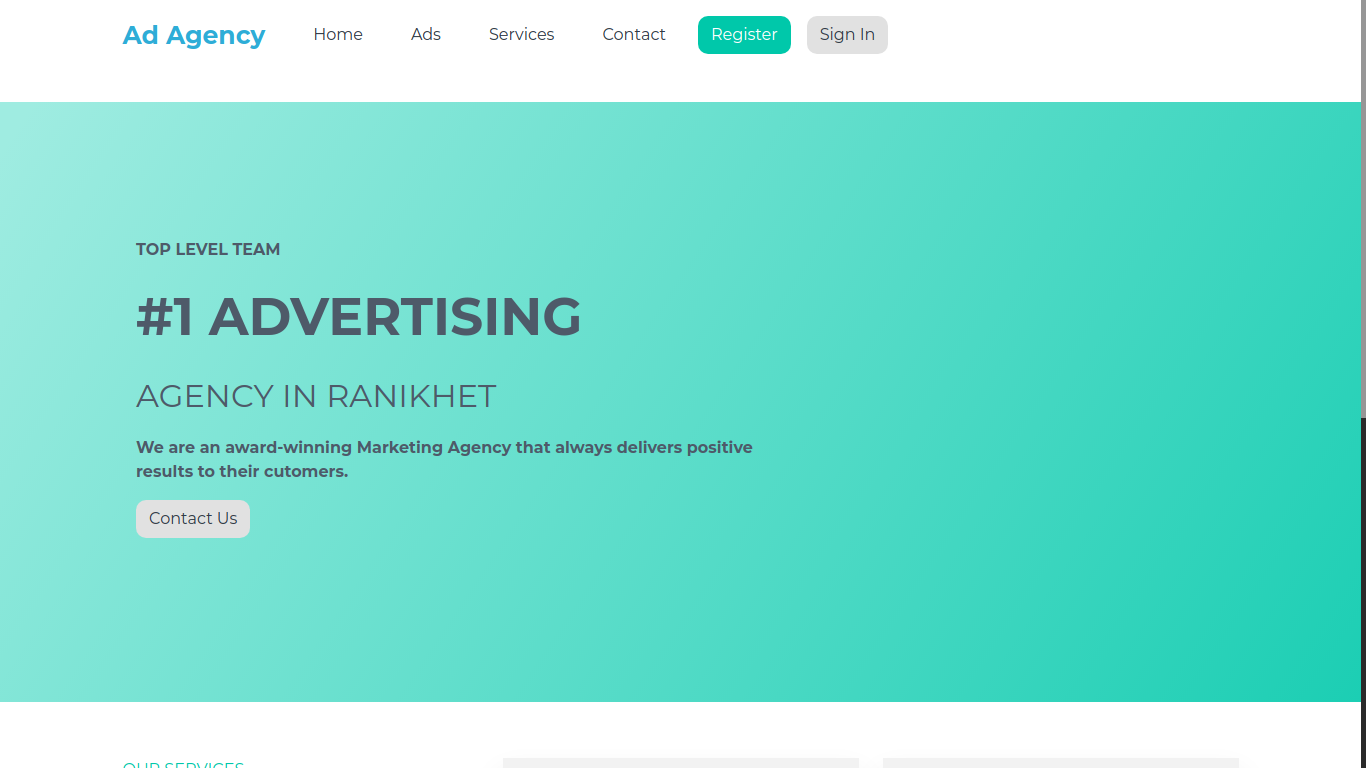 Ad Agency Home Ads Services Contact Register Sign In
TOP LEVEL TEAM
#1 ADVERTISING
AGENCY IN RANIKHET
We are an award-winning Marketing Agency that always delivers positive
results to their cutomers.
Contact Us
OUR SERVICES